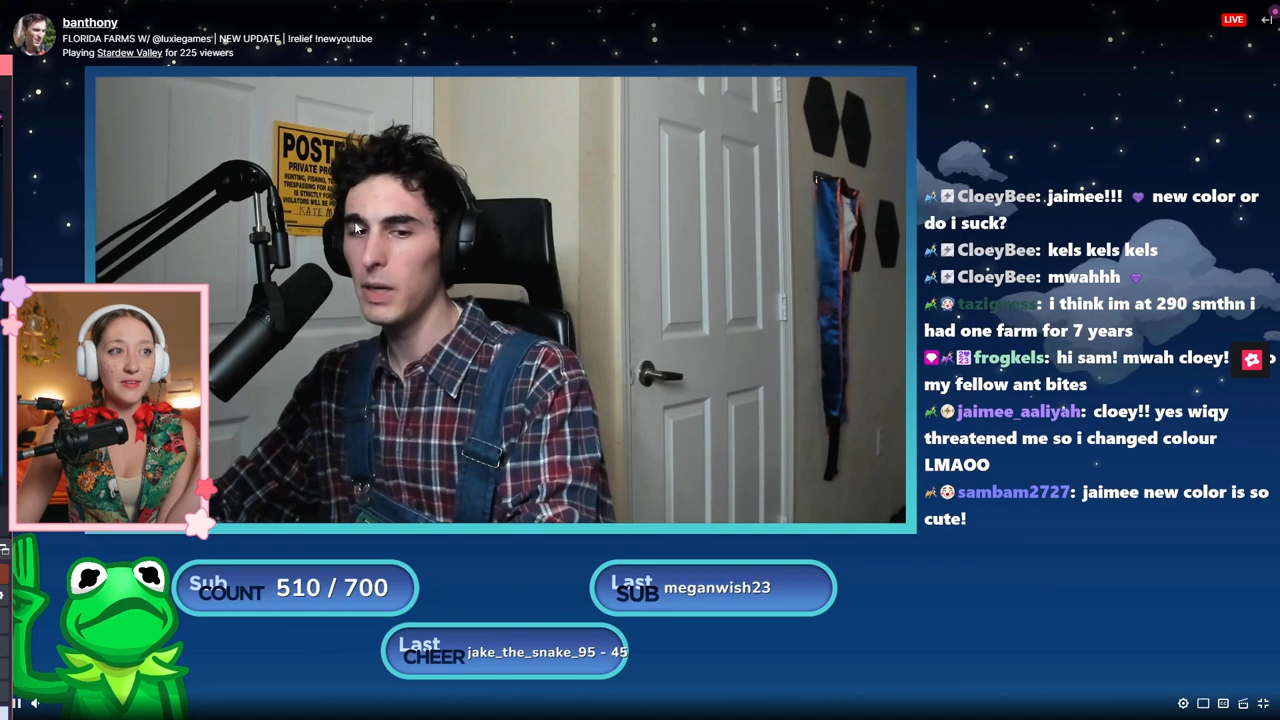 banthony
FLORIDA FARMS W/ @luxiegames | NEW UPDATE | !relief !newyoutube
Playing Stardew Valley for 225 viewers
LIVE
POSTE
PRIVATE PRO
HUNTING, FISHING, T
TRESPASSING FOR A
IS STRICTLY F
VIOLATORS WILL BE P
KATE M
CloeyBee: jaimee!!! new color or
do i suck?
CloeyBee: kels kels kels
CloeyBee: mwahhh
taziqness: i think im at 290 smthn i
had one farm for 7 years
frogkels: hi sam! mwah cloey!
my fellow ant bites
jaimee_aaliyah: cloey!! yes wiqy
threatened me so i changed colour
LMAOO
sambam2727: jaimee new color is so
cute!
Sub
COUNT 510 / 700
Last
SUB meganwish23
Last
CHEER jake_the_snake_95 - 45